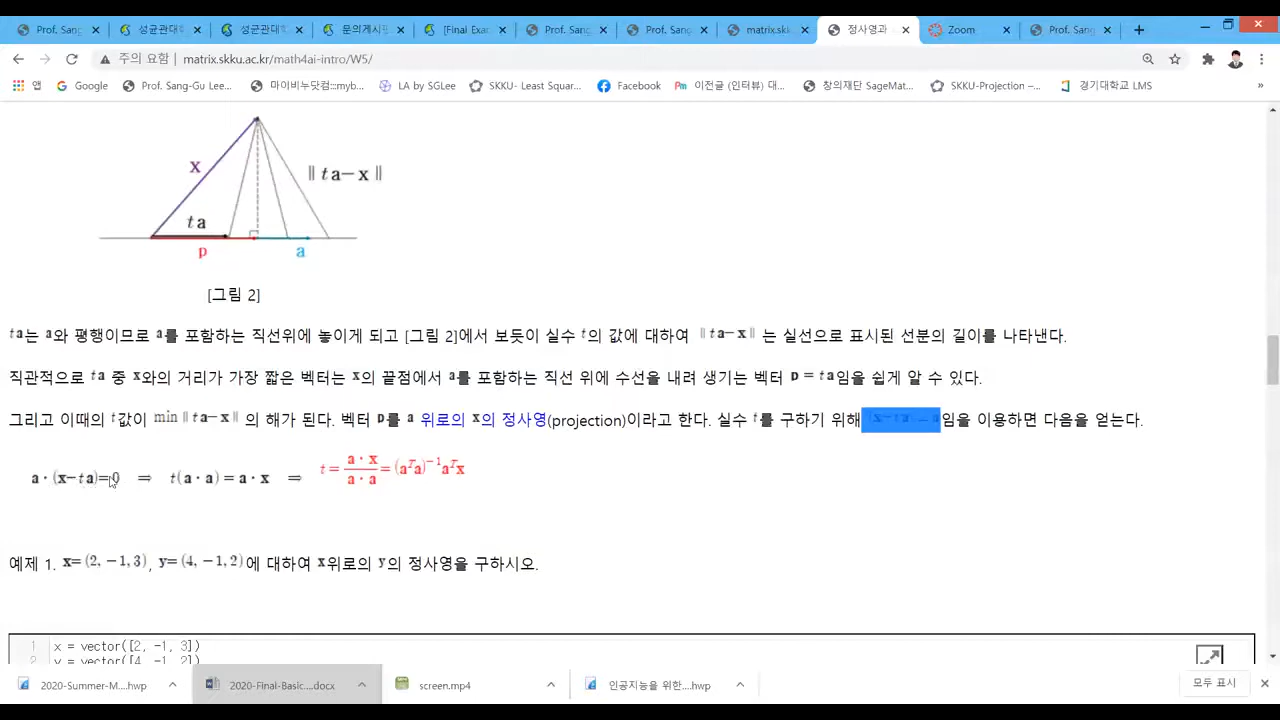 Prof. Sang
성균관대
성균관대
문의게시핀
[Final Exa
Prof. Sang
Prof. Sang
matrix.skk
정사영과
Zoom
Prof. Sang
주의 요함 | matrix.skku.ac.kr/math4ai-intro/W5/
앱
Google
Prof. Sang-Gu Lee...
마이비누닷컴:::myb...
LA by SGLee
SKKU- Least Squar...
Facebook
이전글 (인터뷰) 대...
창의재단 SageMat...
SKKU-Projection –...
경기대학교 LMS
»
x
‖ta−x‖
ta
p
a
[그림 2]
ta는 a와 평행이므로 a를 포함하는 직선위에 놓이게 되고 [그림 2]에서 보듯이 실수 t의 값에 대하여 ‖ta−x‖ 는 실선으로 표시된 선분의 길이를 나타낸다.
직관적으로 ta 중 x와의 거리가 가장 짧은 벡터는 x의 끝점에서 a를 포함하는 직선 위에 수선을 내려 생기는 벡터 p = ta임을 쉽게 알 수 있다.
그리고 이때의 t값이 min‖ta−x‖ 의 해가 된다. 벡터 p를 a 위로의 x의 정사영(projection)이라고 한다. 실수 t를 구하기 위해 임을 이용하면 다음을 얻는다.
a · (x−ta)=0 ⇒ t(a · a) = a · x ⇒ t = a · x / a · a = (aᵀa)⁻¹aᵀx
예제 1. x=(2, −1, 3), y=(4, −1, 2)에 대하여 x위로의 y의 정사영을 구하시오.
1 x = vector([2, -1, 3])
2 y = vector([4, -1, 2])
2020-Summer-M....hwp
2020-Final-Basic....docx
screen.mp4
인공지능을 위한....hwp
모두 표시